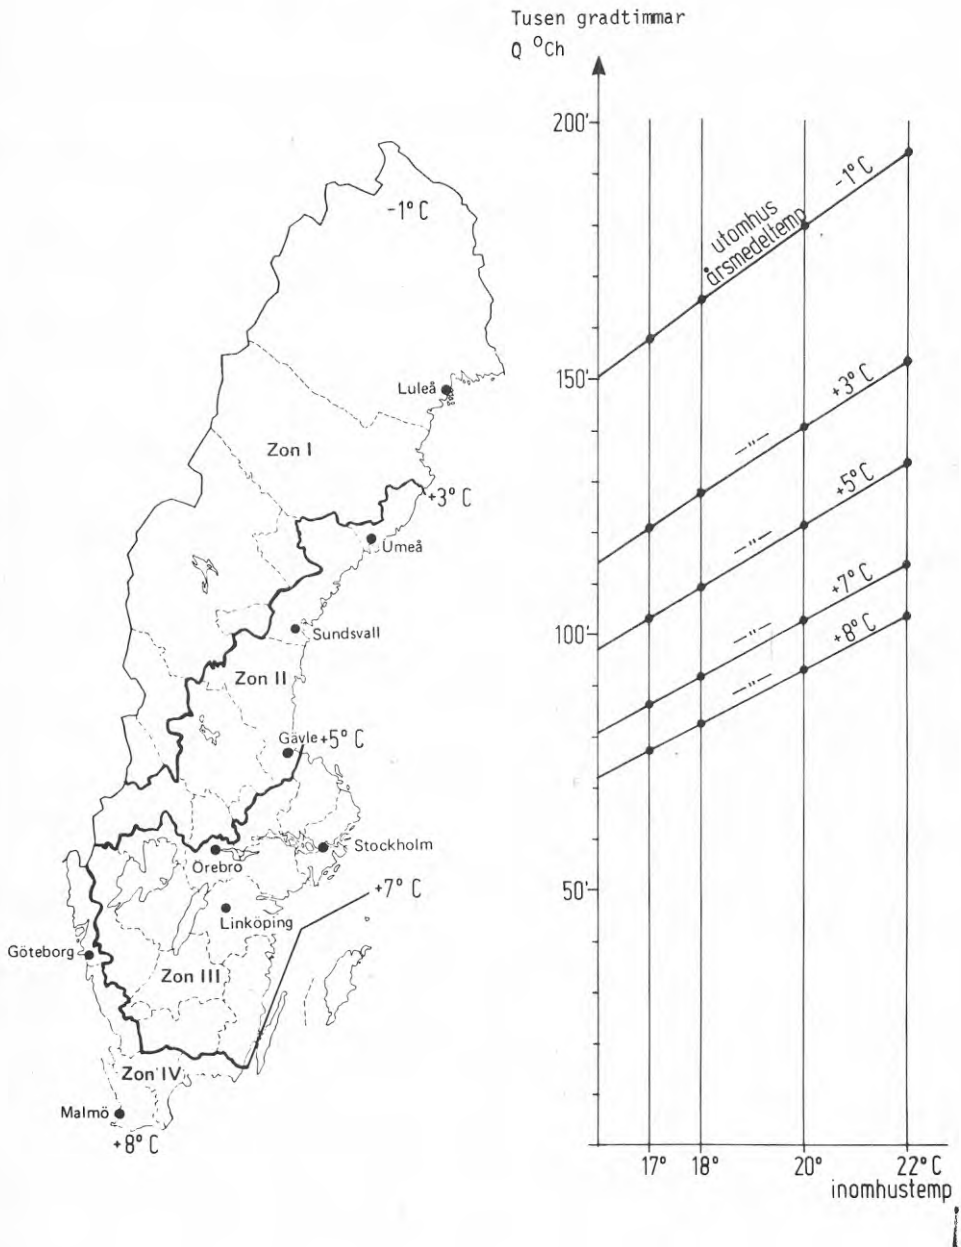 Tusen gradtimmar
Q °Ch
200'
150'
100'
50'
-1°C
utomhus
årsmedeltemp
+3°C
—"—
+5°C
—"—
+7°C
—"—
+8°C
—"—
17°
18°
20°
22°C
inomhustemp
-1°C
Luleå
Zon I
+3°C
Umeå
Sundsvall
Zon II
Gävle +5°C
Stockholm
Örebro
+7°C
Linköping
Göteborg
Zon III
Zon IV
Malmö
+8°C